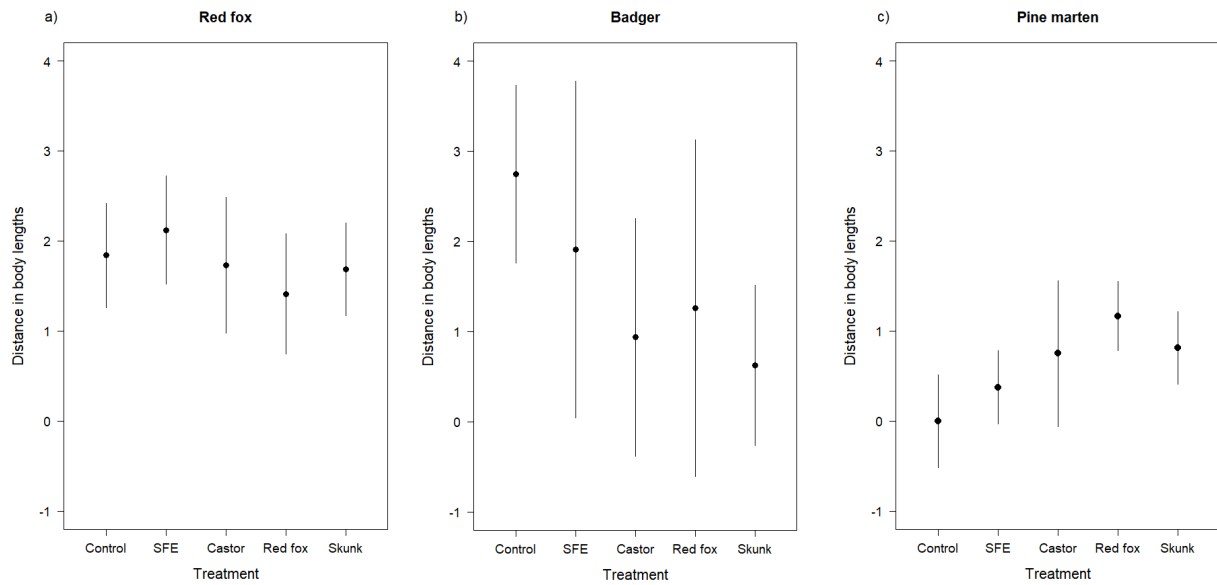 a) Red fox
4
3
2
1
0
-1
Distance in body lengths
Control SFE Castor Red fox Skunk
Treatment
b) Badger
4
3
2
1
0
-1
Distance in body lengths
Control SFE Castor Red fox Skunk
Treatment
c) Pine marten
4
3
2
1
0
-1
Distance in body lengths
Control SFE Castor Red fox Skunk
Treatment